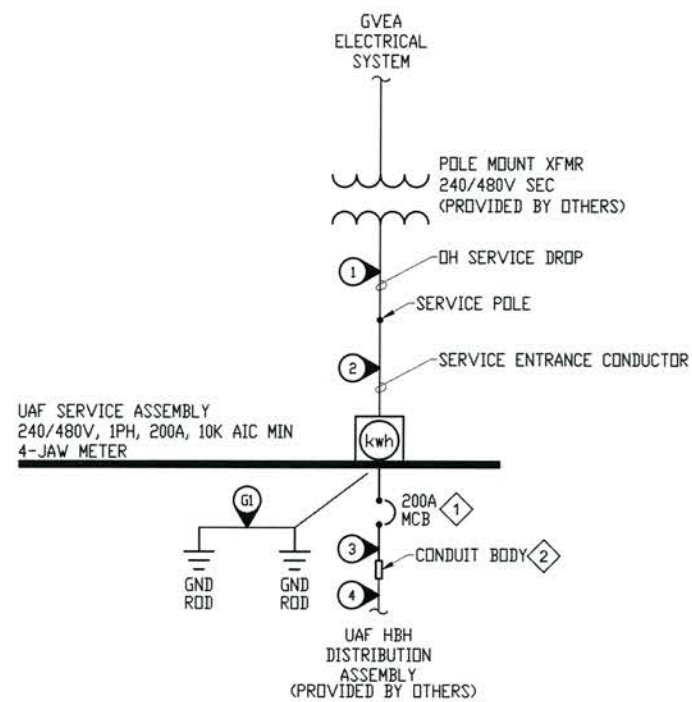 GVEA
ELECTRICAL
SYSTEM
POLE MOUNT XFMR
240/480V SEC
(PROVIDED BY OTHERS)
1
OH SERVICE DROP
SERVICE POLE
2
SERVICE ENTRANCE CONDUCTOR
UAF SERVICE ASSEMBLY
240/480V, 1PH, 200A, 10K AIC MIN
4-JAW METER
kwh
G1
200A
MCB
1
3
CONDUIT BODY
2
GND
ROD
GND
ROD
4
UAF HBH
DISTRIBUTION
ASSEMBLY
(PROVIDED BY OTHERS)